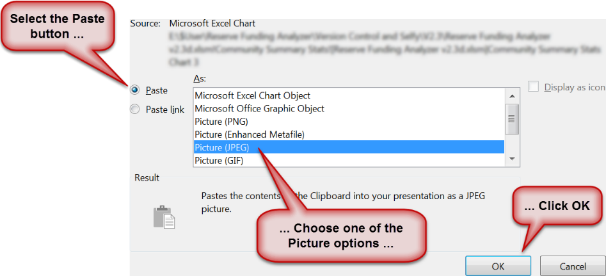 Select the Paste
button ...
Source: Microsoft Excel Chart
E:\$User\Reserve Funding Analyzer\Version Control and Selfly\V2.3\Reserve Funding Analyzer
v2.3d.xlsm!Community Summary Stats![Reserve Funding Analyzer v2.3d.xlsm]Community Summary Stats
Chart 3
As:
Paste
Paste link
Microsoft Excel Chart Object
Microsoft Office Graphic Object
Picture (PNG)
Picture (Enhanced Metafile)
Picture (JPEG)
Picture (GIF)
Display as icon
Result
Pastes the contents of the Clipboard into your presentation as a JPEG
picture.
... Choose one of the
Picture options ...
... Click OK
OK
Cancel